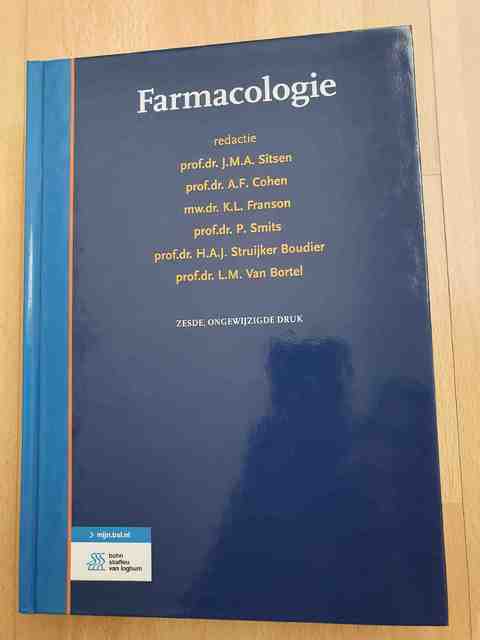 Farmacologie
redactie
prof.dr. J.M.A. Sitsen
prof.dr. A.F. Cohen
mw.dr. K.L. Franson
prof.dr. P. Smits
prof.dr. H.A.J. Struijker Boudier
prof.dr. L.M. Van Bortel
ZESDE, ONGEWIJZIGDE DRUK
> mijn.bsl.nl
bohn
stafleu
van loghum